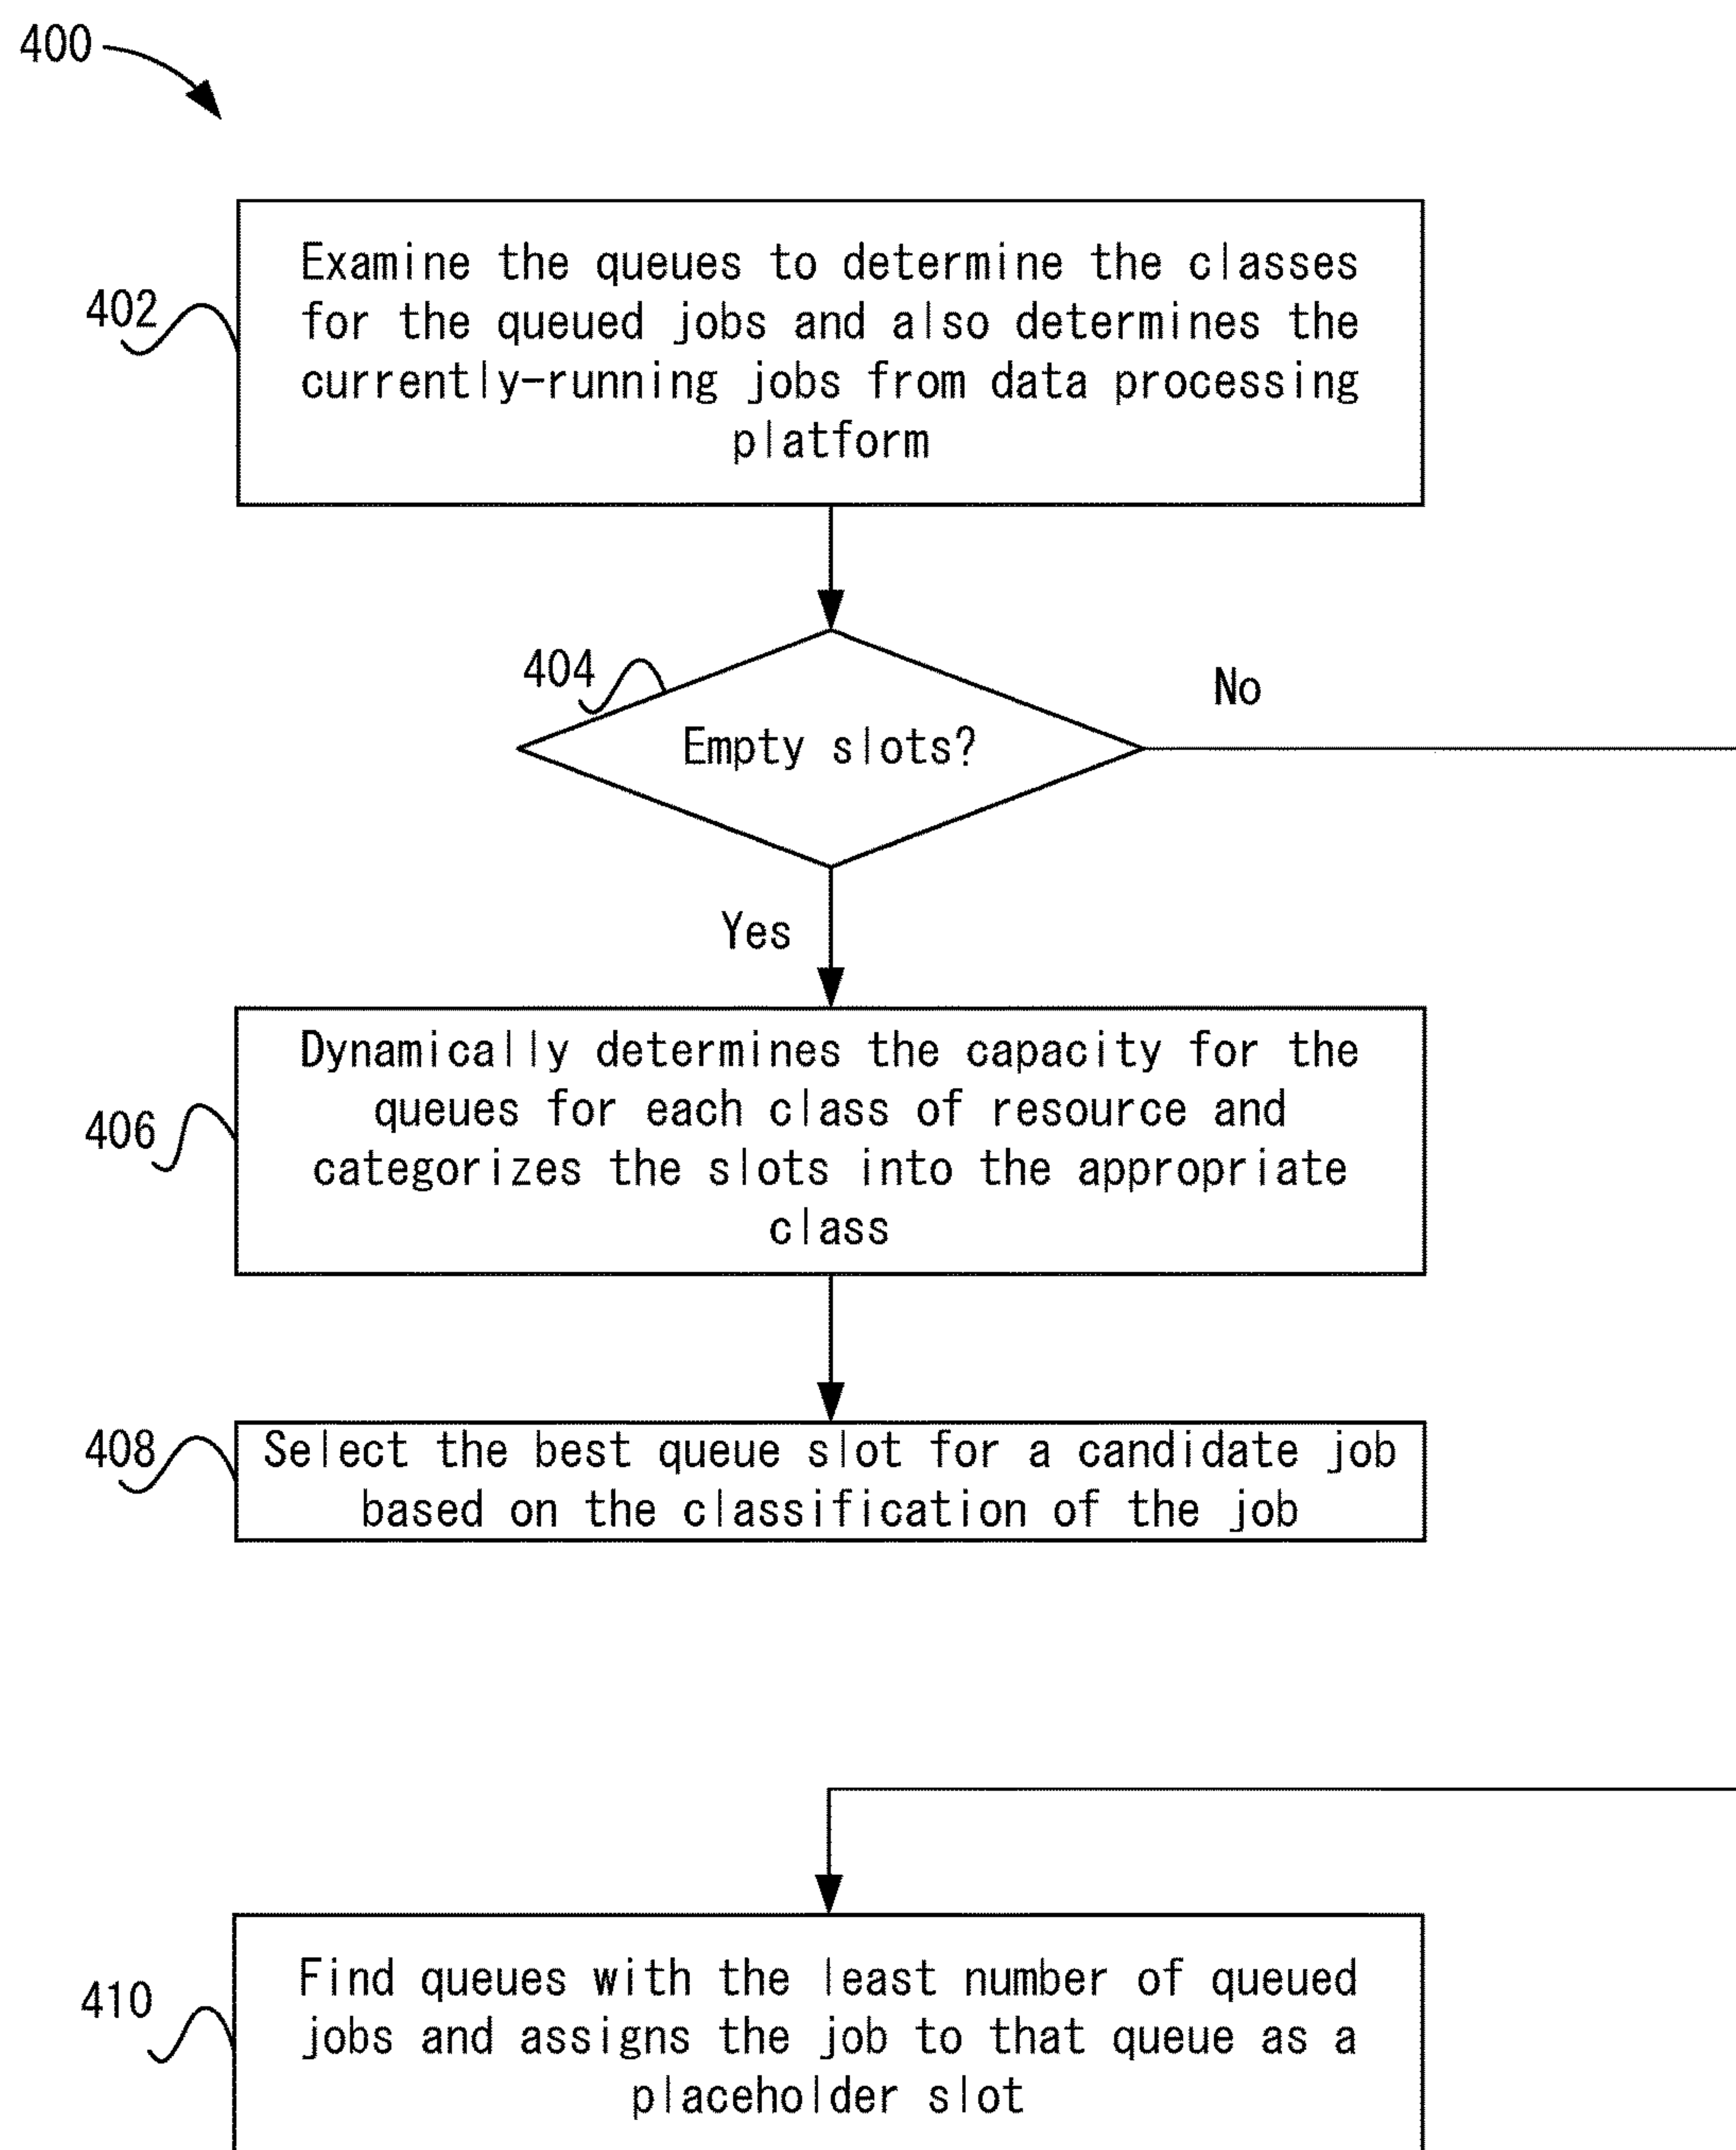 400
402
Examine the queues to determine the classes
for the queued jobs and also determines the
currently-running jobs from data processing
platform
404
No
Empty slots?
Yes
406
Dynamically determines the capacity for the
queues for each class of resource and
categorizes the slots into the appropriate
class
408
Select the best queue slot for a candidate job
based on the classification of the job
410
Find queues with the least number of queued
jobs and assigns the job to that queue as a
placeholder slot